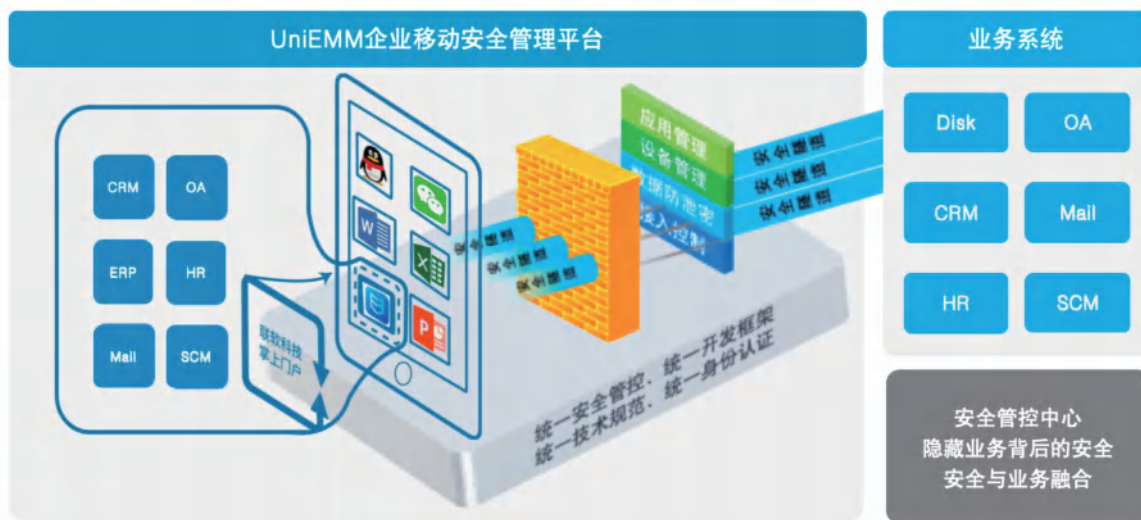 UniEMM企业移动安全管理平台
CRM
OA
ERP
HR
Mail
SCM
联软科技
掌上门户
W
X
P
安全隧道
安全隧道
安全隧道
应用管理
设备管理
数据防泄密
接入控制
安全隧道
安全隧道
安全隧道
统一安全管控、统一开发框架
统一技术规范、统一身份认证
业务系统
Disk
OA
CRM
Mail
HR
SCM
安全管控中心
隐藏业务背后的安全
安全与业务融合